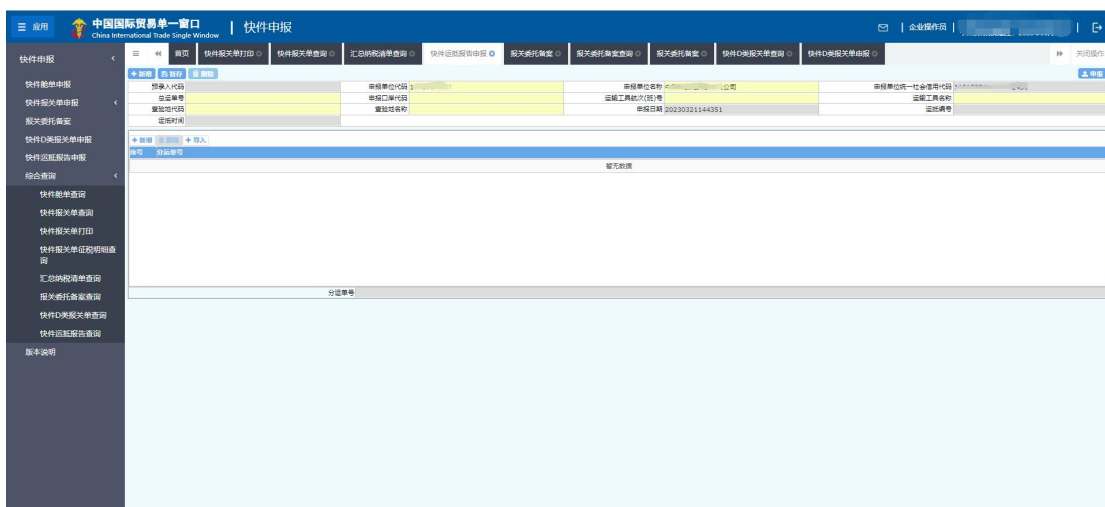 应用 中国国际贸易单一窗口 快件申报 企业操作员
China International Trade Single Window
快件申报
首页 快件报关单打印 快件报关单查询 汇总纳税清单查询 快件运抵报告申报 报关委托备案 报关委托备案查询 报关委托备案 快件D类报关单查询 快件D类报关单申报 关闭操作
新增 暂存 删除 申报
预录入代码 申报单位代码 申报单位名称 公司 申报单位统一社会信用代码
总运单号 申报口岸代码 运输工具航次(班)号 运输工具名称
查验场代码 查验场名称 申报日期 20230321144351 运抵编号
运抵时间
新增 删除 导入
序号 分运单号
暂无数据
分运单号
快件舱单申报
快件报关单申报
报关委托备案
快件D类报关单申报
快件运抵报告申报
综合查询
快件舱单查询
快件报关单查询
快件报关单打印
快件报关单征税明细查
询
汇总纳税清单查询
报关委托备案查询
快件D类报关单查询
快件运抵报告查询
版本说明